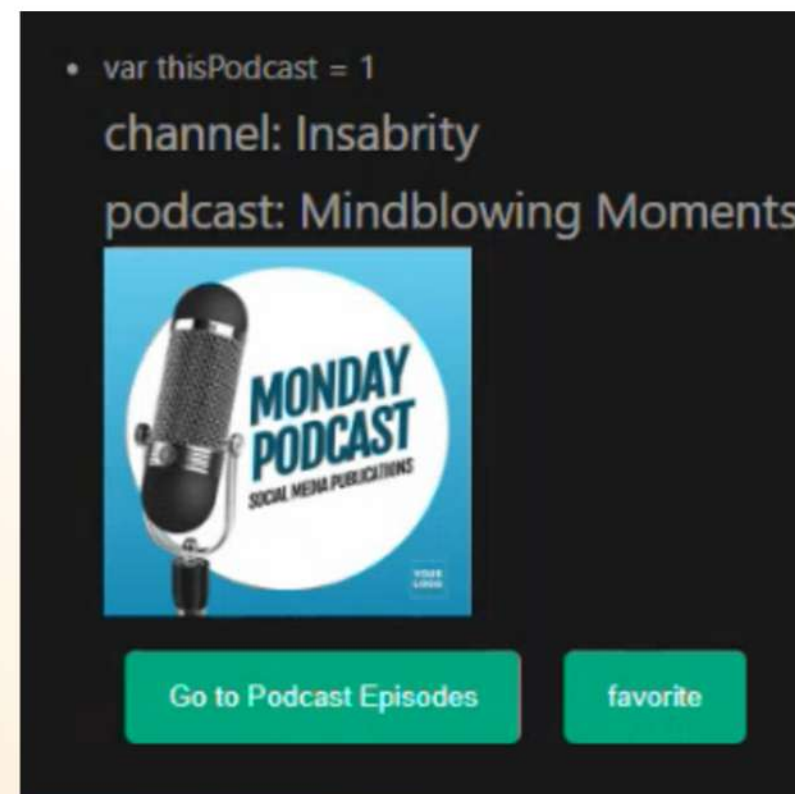 var thisPodcast = 1
channel: Insabrity
podcast: Mindblowing Moments
MONDAY
PODCAST
SOCIAL MEDIA PUBLICATIONS
YOUR
LOGO
Go to Podcast Episodes
favorite